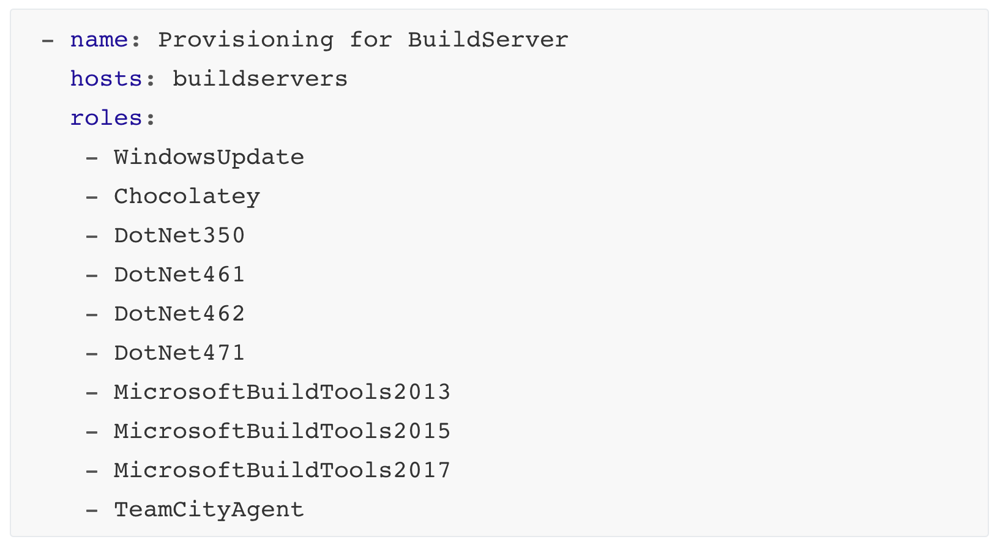 - name: Provisioning for BuildServer
  hosts: buildservers
  roles:
   - WindowsUpdate
   - Chocolatey
   - DotNet350
   - DotNet461
   - DotNet462
   - DotNet471
   - MicrosoftBuildTools2013
   - MicrosoftBuildTools2015
   - MicrosoftBuildTools2017
   - TeamCityAgent